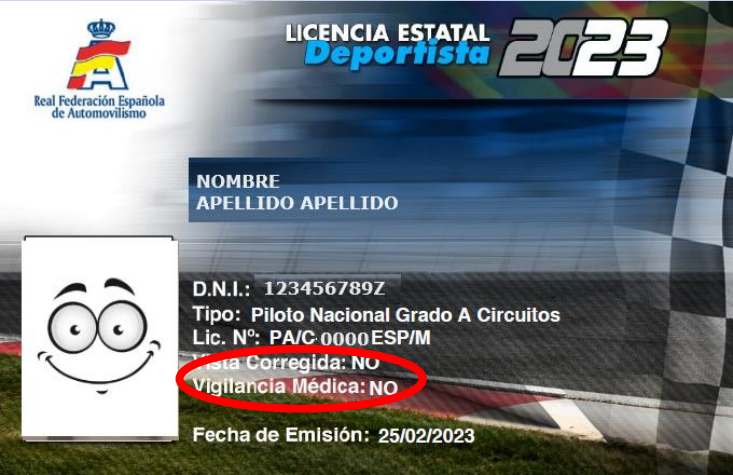 LICENCIA ESTATAL
Deportista 2023
Real Federación Española
de Automovilismo
NOMBRE
APELLIDO APELLIDO
D.N.I.: 123456789Z
Tipo: Piloto Nacional Grado A Circuitos
Lic. Nº: PA/C 0000 ESP/M
Vista Corregida: NO
Vigilancia Médica: NO
Fecha de Emisión: 25/02/2023